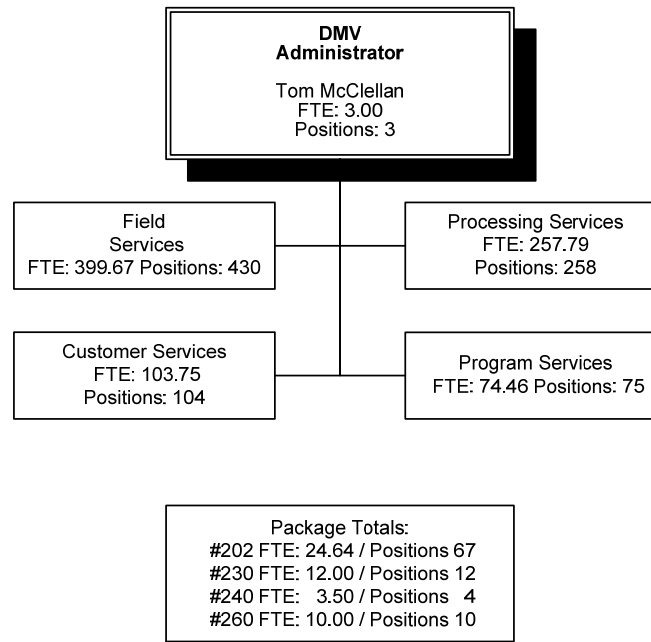 DMV
Administrator
Tom McClellan
FTE: 3.00
Positions: 3
Field
Services
FTE: 399.67 Positions: 430
Processing Services
FTE: 257.79
Positions: 258
Customer Services
FTE: 103.75
Positions: 104
Program Services
FTE: 74.46 Positions: 75
Package Totals:
#202 FTE: 24.64 / Positions 67
#230 FTE: 12.00 / Positions 12
#240 FTE: 3.50 / Positions 4
#260 FTE: 10.00 / Positions 10